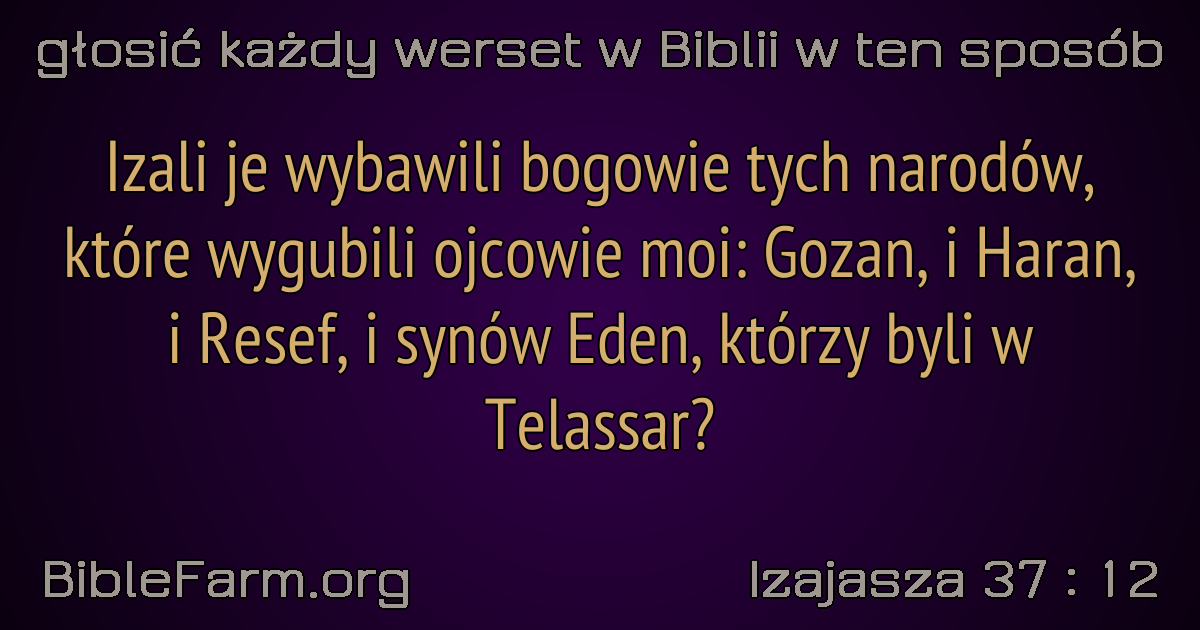 głosić każdy werset w Biblii w ten sposób
Izali je wybawili bogowie tych narodów,
które wygubili ojcowie moi: Gozan, i Haran,
i Resef, i synów Eden, którzy byli w
Telassar?
BibleFarm.org
Izajasza 37 : 12